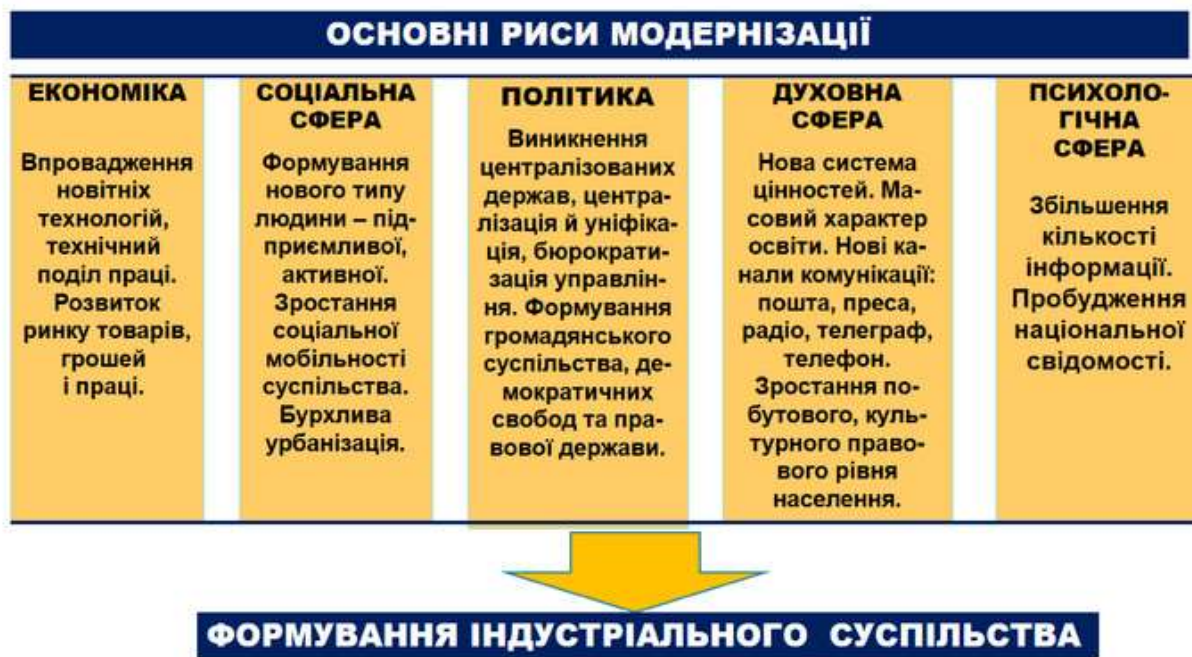 ОСНОВНІ РИСИ МОДЕРНІЗАЦІЇ
ЕКОНОМІКА
Впровадження
новітніх
технологій,
технічний
поділ праці.
Розвиток
ринку товарів,
грошей
і праці.
СОЦІАЛЬНА
СФЕРА
Формування
нового типу
людини – під-
приємливої,
активної.
Зростання
соціальної
мобільності
суспільства.
Бурхлива
урбанізація.
ПОЛІТИКА
Виникнення
централізованих
держав, центра-
лізація й уніфіка-
ція, бюрократи-
зація управлін-
ня. Формування
громадянського
суспільства, де-
мократичних
свобод та пра-
вової держави.
ДУХОВНА
СФЕРА
Нова система
цінностей. Ма-
совий характер
освіти. Нові ка-
нали комунікації:
пошта, преса,
радіо, телеграф,
телефон.
Зростання по-
бутового, куль-
турного право-
вого рівня
населення.
ПСИХОЛО-
ГІЧНА
СФЕРА
Збільшення
кількості
інформації.
Пробудження
національної
свідомості.
ФОРМУВАННЯ ІНДУСТРІАЛЬНОГО СУСПІЛЬСТВА